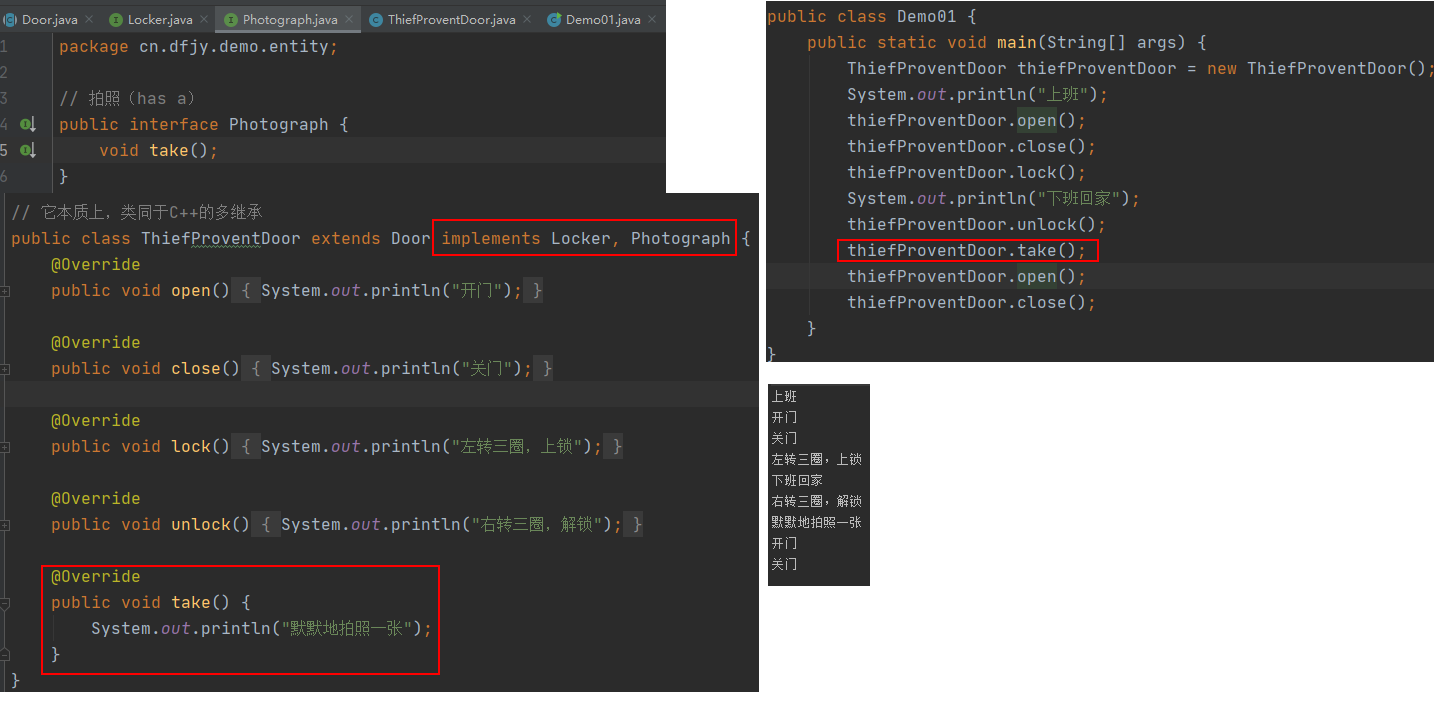 Door.java Locker.java Photograph.java ThiefProventDoor.java Demo01.java
1 package cn.dfjy.demo.entity;
2
3 // 拍照（has a）
4 public interface Photograph {
5 void take();
6 }
// 它本质上，类同于C++的多继承
public class ThiefProventDoor extends Door implements Locker, Photograph {
@Override
public void open() { System.out.println("开门"); }
@Override
public void close() { System.out.println("关门"); }
@Override
public void lock() { System.out.println("左转三圈，上锁"); }
@Override
public void unlock() { System.out.println("右转三圈，解锁"); }
@Override
public void take() {
System.out.println("默默地拍照一张");
}
}
public class Demo01 {
public static void main(String[] args) {
ThiefProventDoor thiefProventDoor = new ThiefProventDoor();
System.out.println("上班");
thiefProventDoor.open();
thiefProventDoor.close();
thiefProventDoor.lock();
System.out.println("下班回家");
thiefProventDoor.unlock();
thiefProventDoor.take();
thiefProventDoor.open();
thiefProventDoor.close();
}
}
上班
开门
关门
左转三圈，上锁
下班回家
右转三圈，解锁
默默地拍照一张
开门
关门